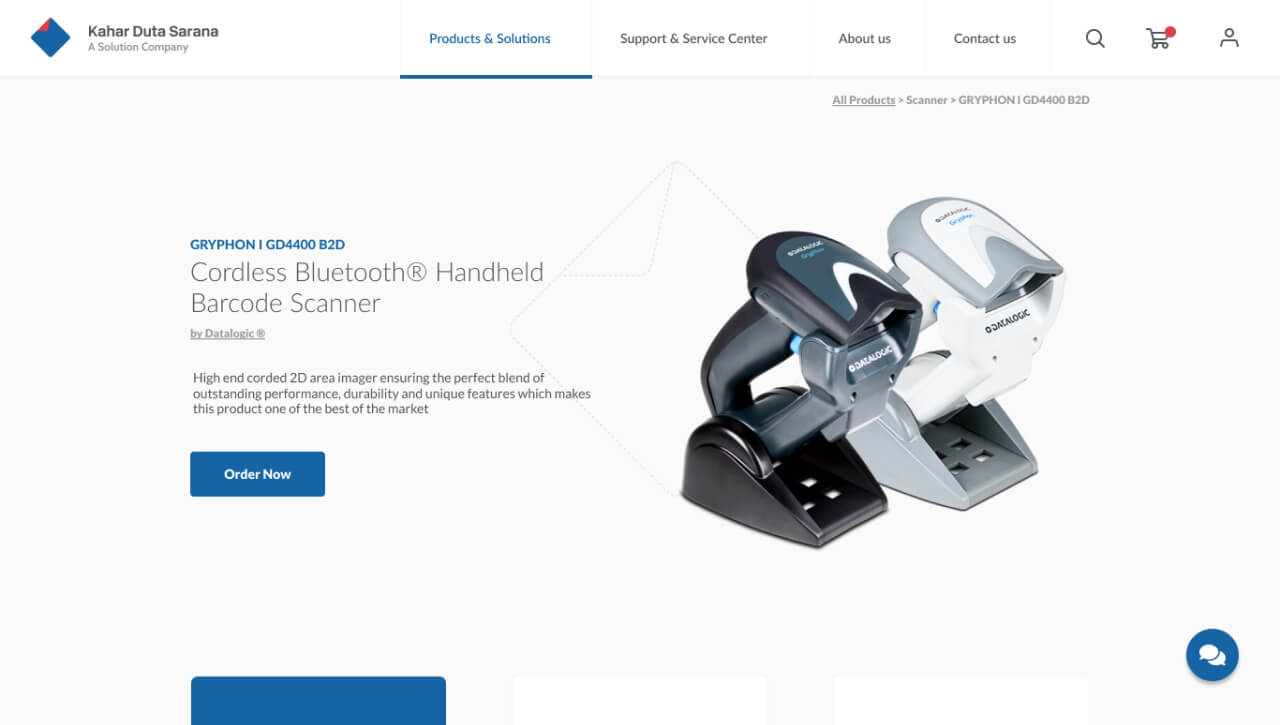 Kahar Duta Sarana
A Solution Company
Products & Solutions
Support & Service Center
About us
Contact us
All Products > Scanner > GRYPHON I GD4400 B2D
GRYPHON I GD4400 B2D
Cordless Bluetooth® Handheld
Barcode Scanner
by Datalogic ®
High end corded 2D area imager ensuring the perfect blend of
outstanding performance, durability and unique features which makes
this product one of the best of the market
Order Now
DATALOGIC
Gryphon
DATALOGIC
DATALOGIC
Gryphon
DATALOGIC